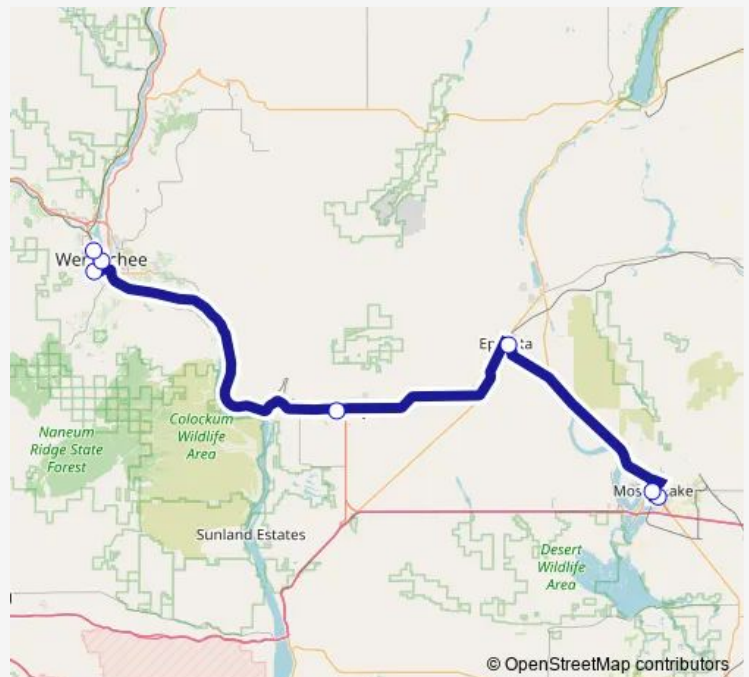 Colockum
Wildlife
Area
Naneum
Ridge State
Forest
Sunland Estates
Desert
Wildlife
Area
© OpenStreetMap contributors